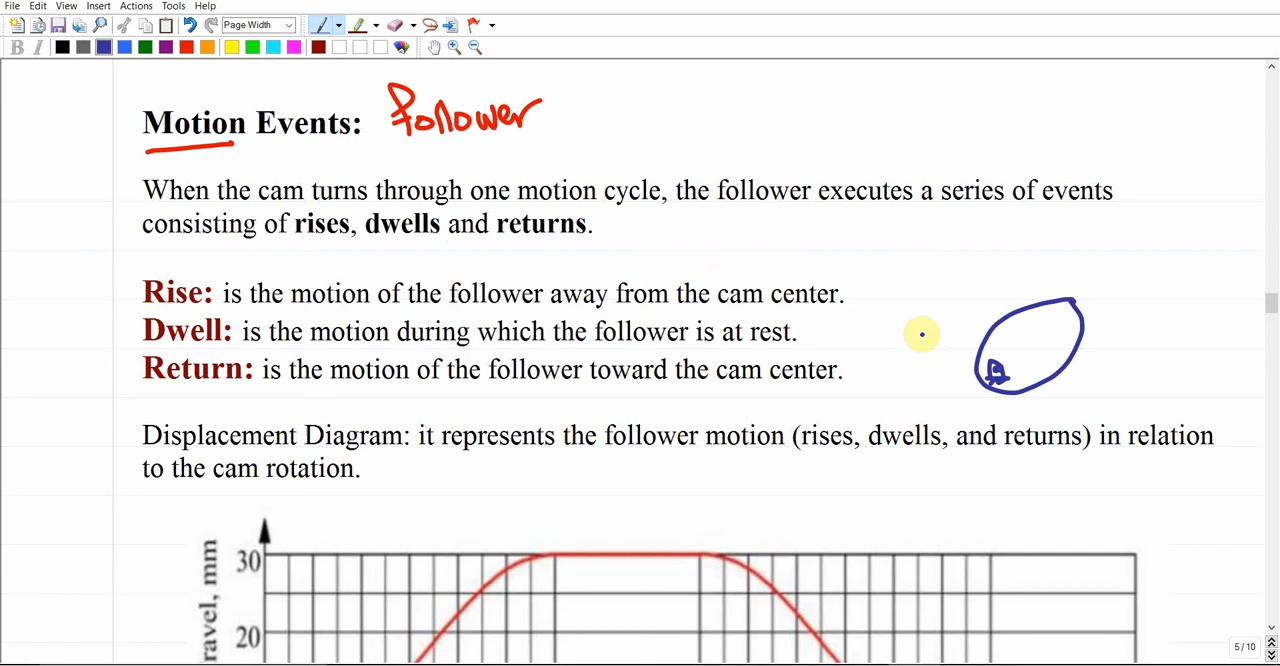 File Edit View Insert Actions Tools Help
Page Width
B I
Motion Events: follower
When the cam turns through one motion cycle, the follower executes a series of events
consisting of rises, dwells and returns.
Rise: is the motion of the follower away from the cam center.
Dwell: is the motion during which the follower is at rest.
Return: is the motion of the follower toward the cam center.
Displacement Diagram: it represents the follower motion (rises, dwells, and returns) in relation
to the cam rotation.
30
20
ravel, mm
5 / 10